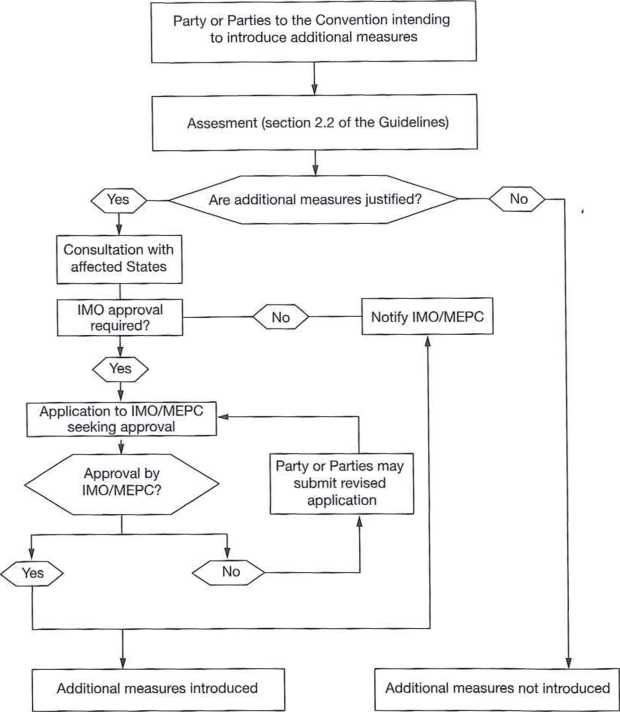 Party or Parties to the Convention intending
to introduce additional measures
Assesment (section 2.2 of the Guidelines)
Are additional measures justified?
Yes
No
Consultation with
affected States
IMO approval
required?
No
Notify IMO/MEPC
Yes
Application to IMO/MEPC
seeking approval
Approval by
IMO/MEPC?
Party or Parties may
submit revised
application
Yes
No
Additional measures introduced
Additional measures not introduced